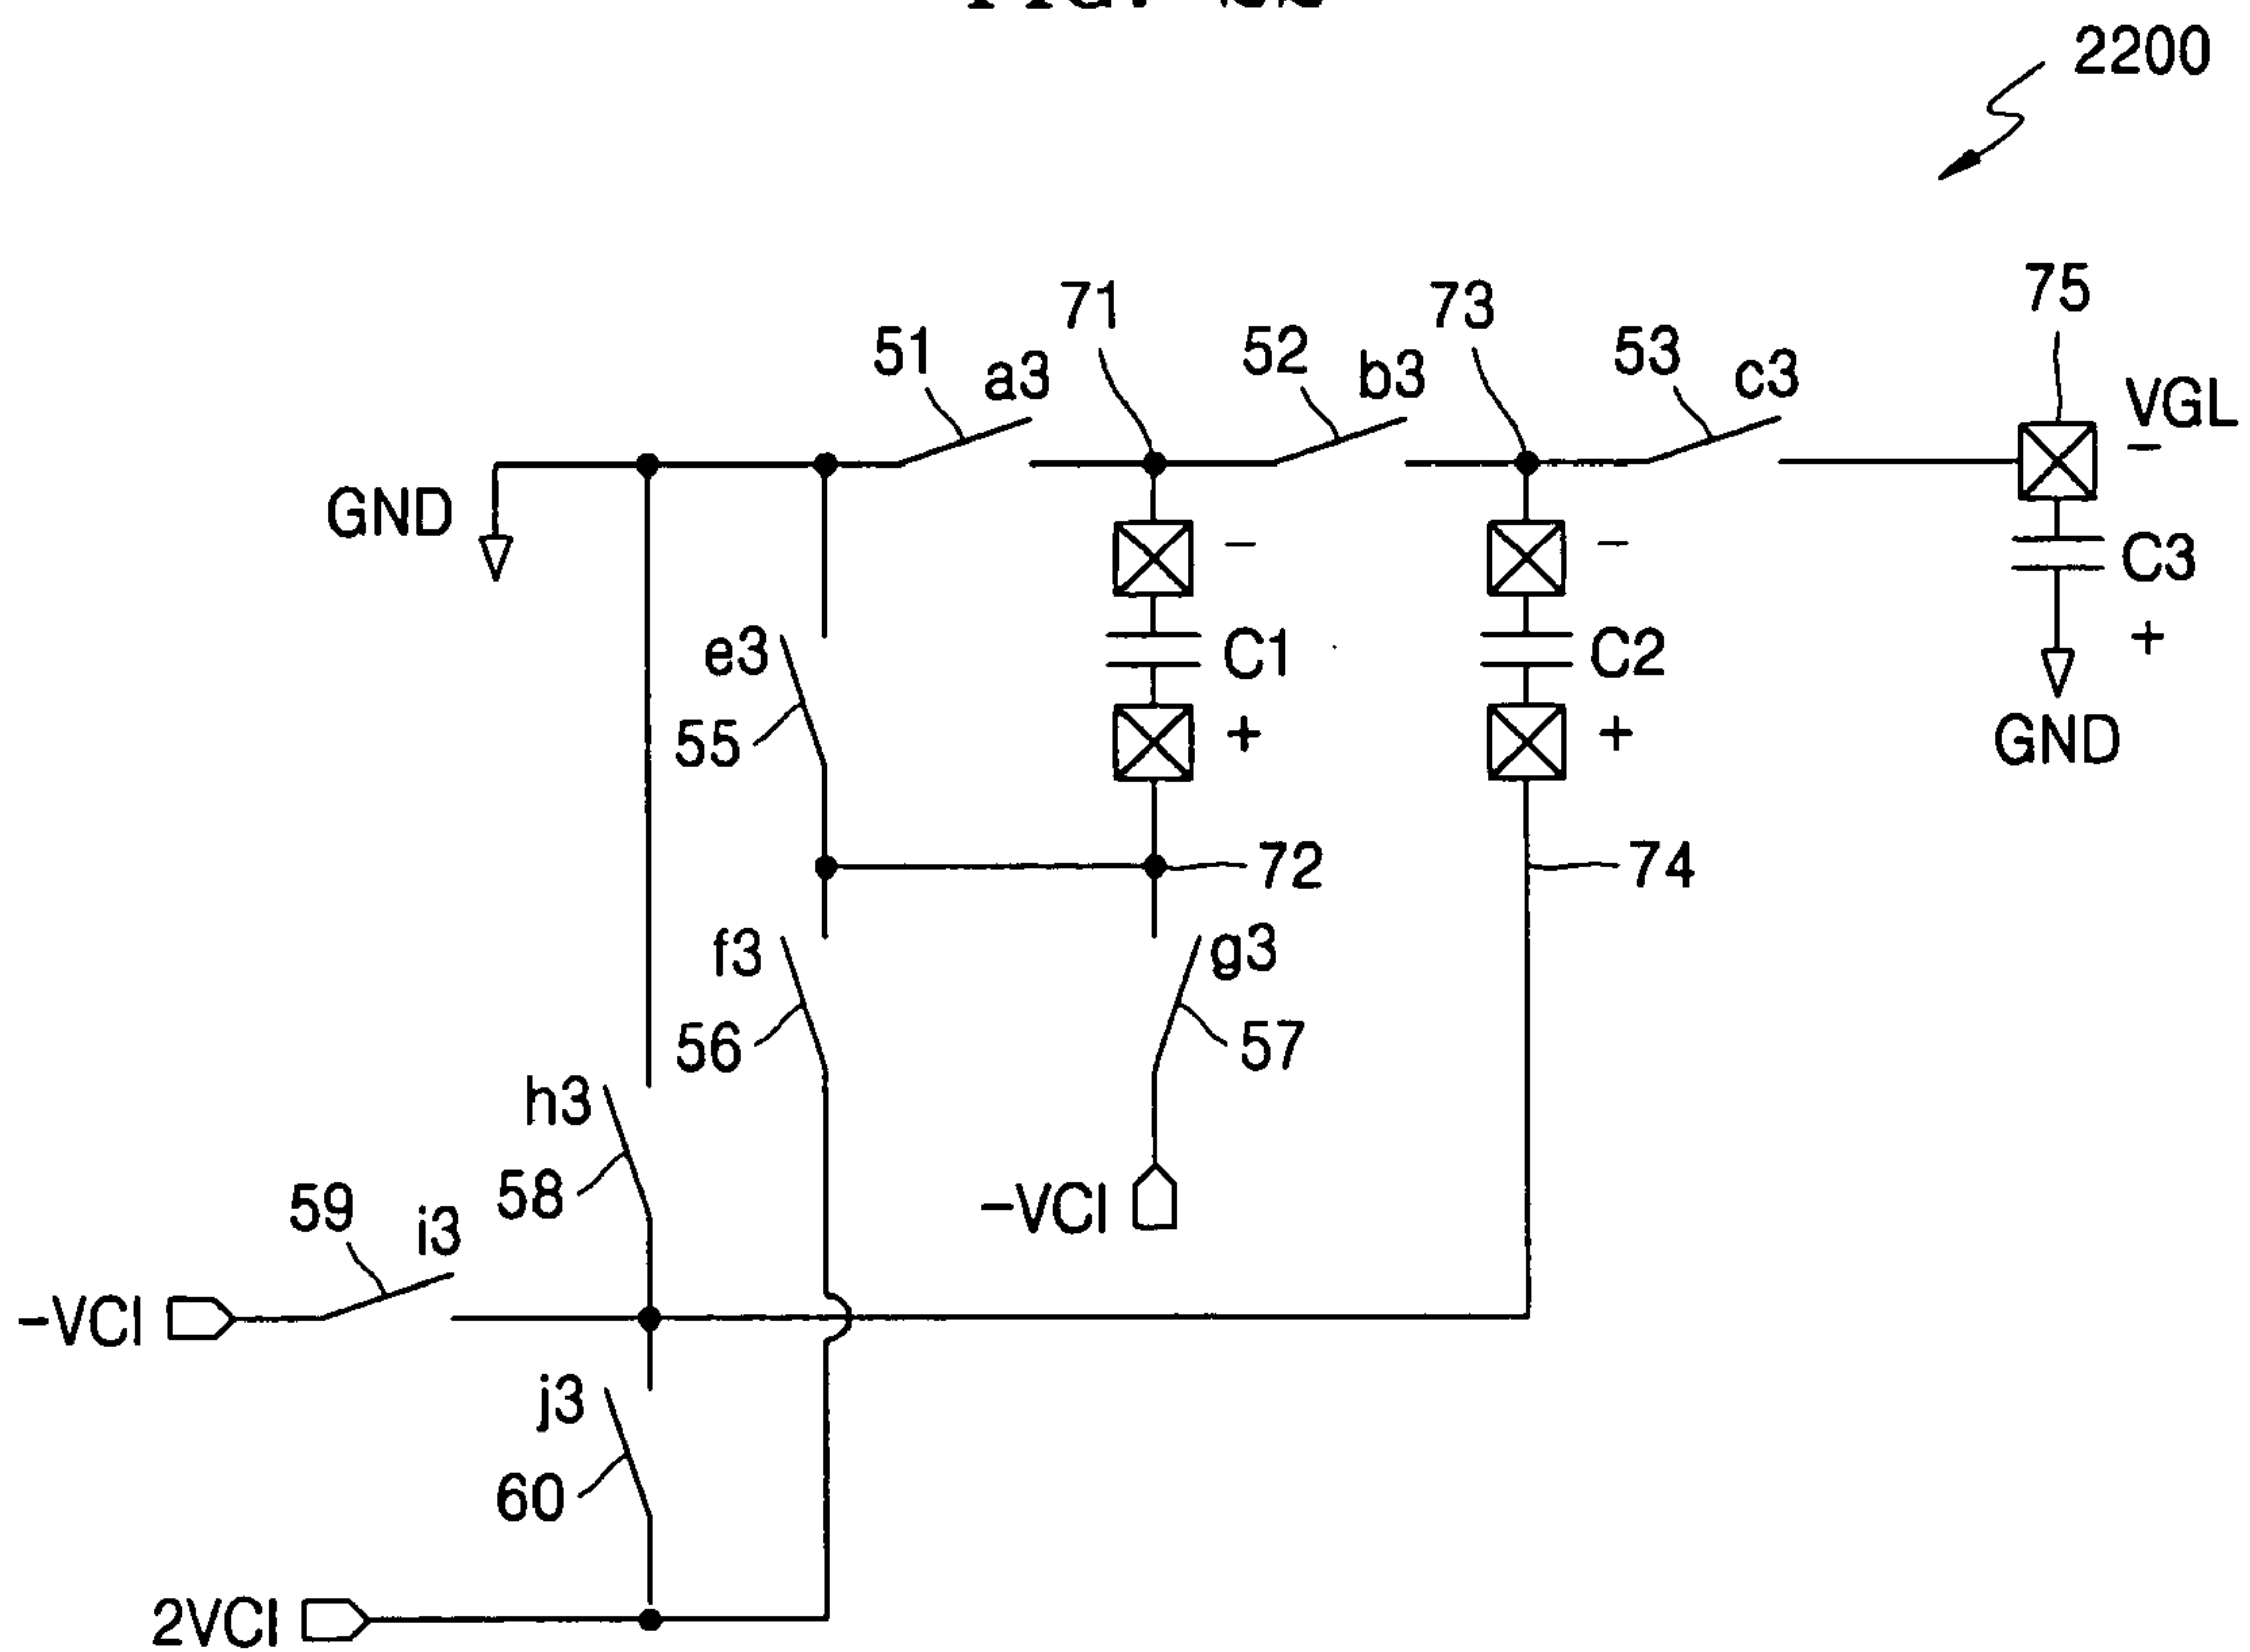 2200
71
73
75
51
a3
52
b3
53
c3
VGL
−
GND
−
−
C3
e3
C1
C2
+
55
+
+
GND
72
74
f3
g3
56
57
h3
58
−VCI
59
i3
−VCI
j3
60
2VCI